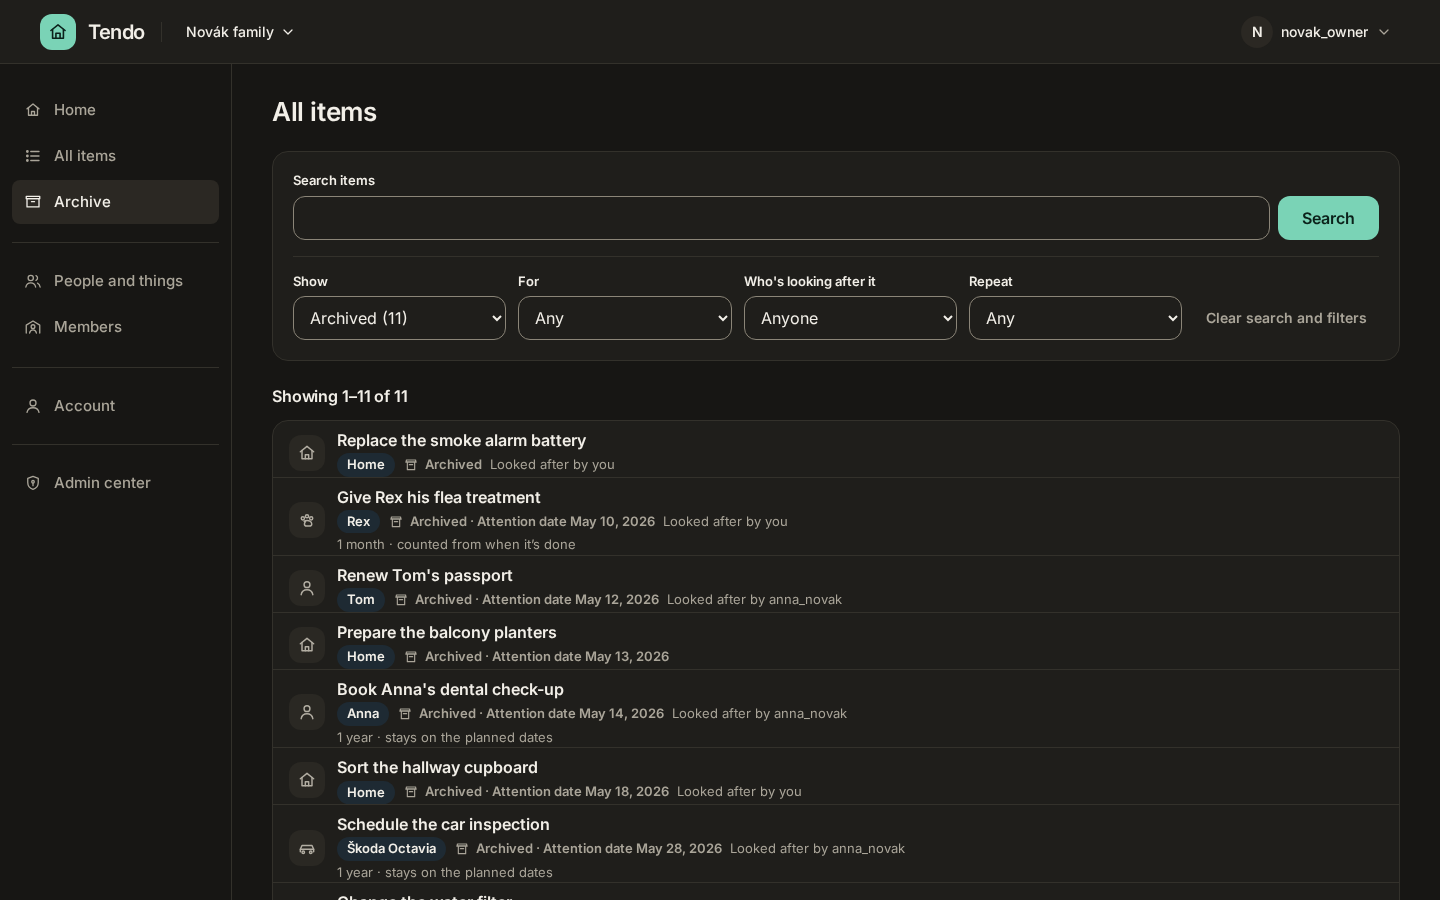 Tendo
Novák family
N novak_owner
Home
All items
Archive
People and things
Members
Account
Admin center
All items
Search items
Search
Show For Who's looking after it Repeat
Archived (11) Any Anyone Any Clear search and filters
Showing 1–11 of 11
Replace the smoke alarm battery
Home Archived Looked after by you
Give Rex his flea treatment
Rex Archived · Attention date May 10, 2026 Looked after by you
1 month · counted from when it’s done
Renew Tom's passport
Tom Archived · Attention date May 12, 2026 Looked after by anna_novak
Prepare the balcony planters
Home Archived · Attention date May 13, 2026
Book Anna's dental check-up
Anna Archived · Attention date May 14, 2026 Looked after by anna_novak
1 year · stays on the planned dates
Sort the hallway cupboard
Home Archived · Attention date May 18, 2026 Looked after by you
Schedule the car inspection
Škoda Octavia Archived · Attention date May 28, 2026 Looked after by anna_novak
1 year · stays on the planned dates
Change the water filter